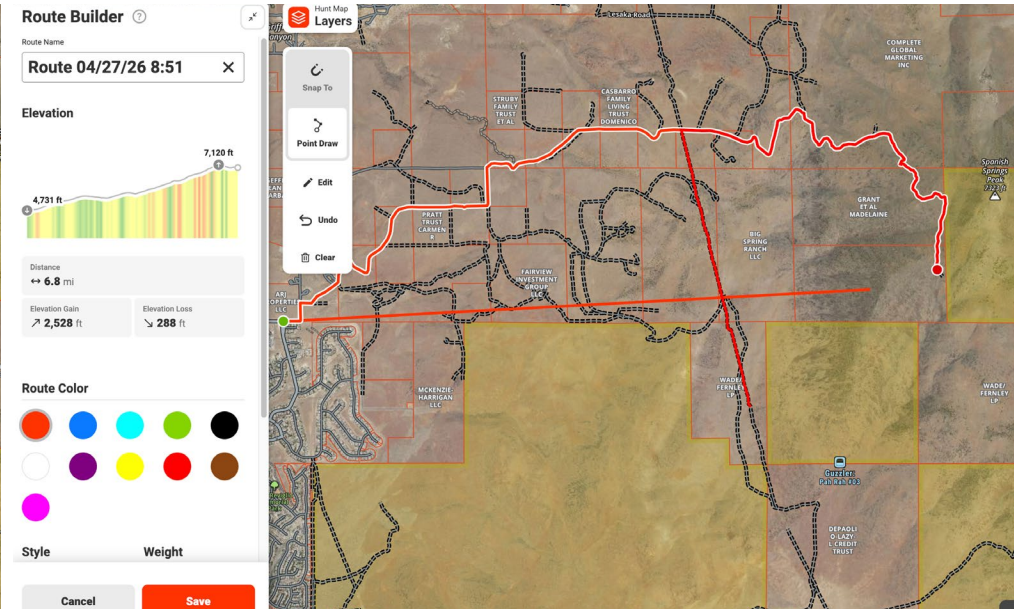 Route Builder
Route Name
Route 04/27/26 8:51
Elevation
7,120 ft
4,731 ft
Distance
6.8 mi
Elevation Gain
2,528 ft
Elevation Loss
288 ft
Route Color
Style
Weight
Cancel
Save
Hunt Map
Layers
Snap To
Point Draw
Edit
Undo
Clear
Lesaka Road
COMPLETE
GLOBAL
MARKETING
INC
STRUBY
FAMILY
TRUST
ET AL
CASBARRO
FAMILY
LIVING
TRUST
DOMENICO
Spanish
Springs
Peak
GRANT
ET AL
MADELAINE
PRATT
TRUST
CARMEN
R
BIG
SPRING
RANCH
LLC
FAIRVIEW
INVESTMENT
GROUP
LLC
LLC
MCKENZIE
HARRIGAN
LLC
WADE/
FERNLEY
LP
WADE/
FERNLEY
LP
Guzzler:
Pah Rah #03
DEPAOLI
O LAZY
L CREDIT
TRUST